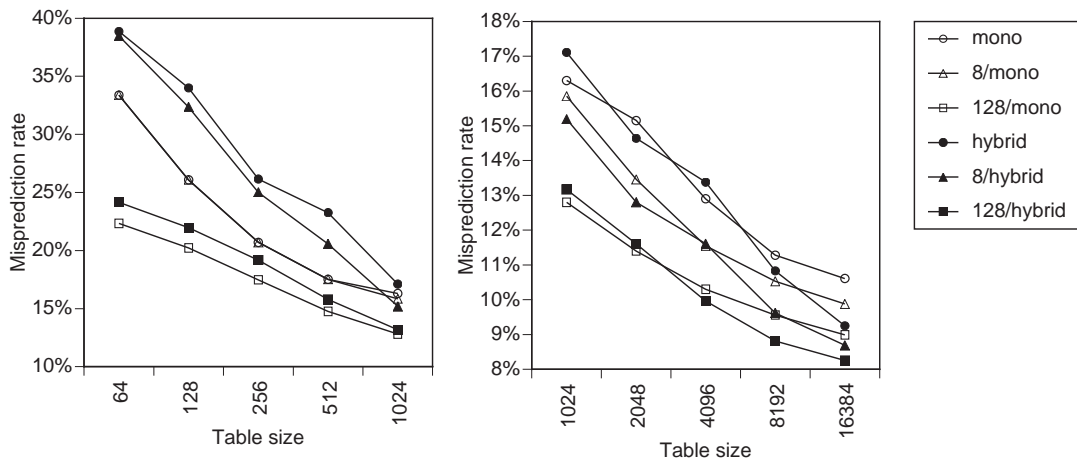 40%
35%
30%
25%
20%
15%
10%
Misprediction rate
64
128
256
512
1024
Table size
18%
17%
16%
15%
14%
13%
12%
11%
10%
9%
8%
Misprediction rate
1024
2048
4096
8192
16384
Table size
mono
8/mono
128/mono
hybrid
8/hybrid
128/hybrid